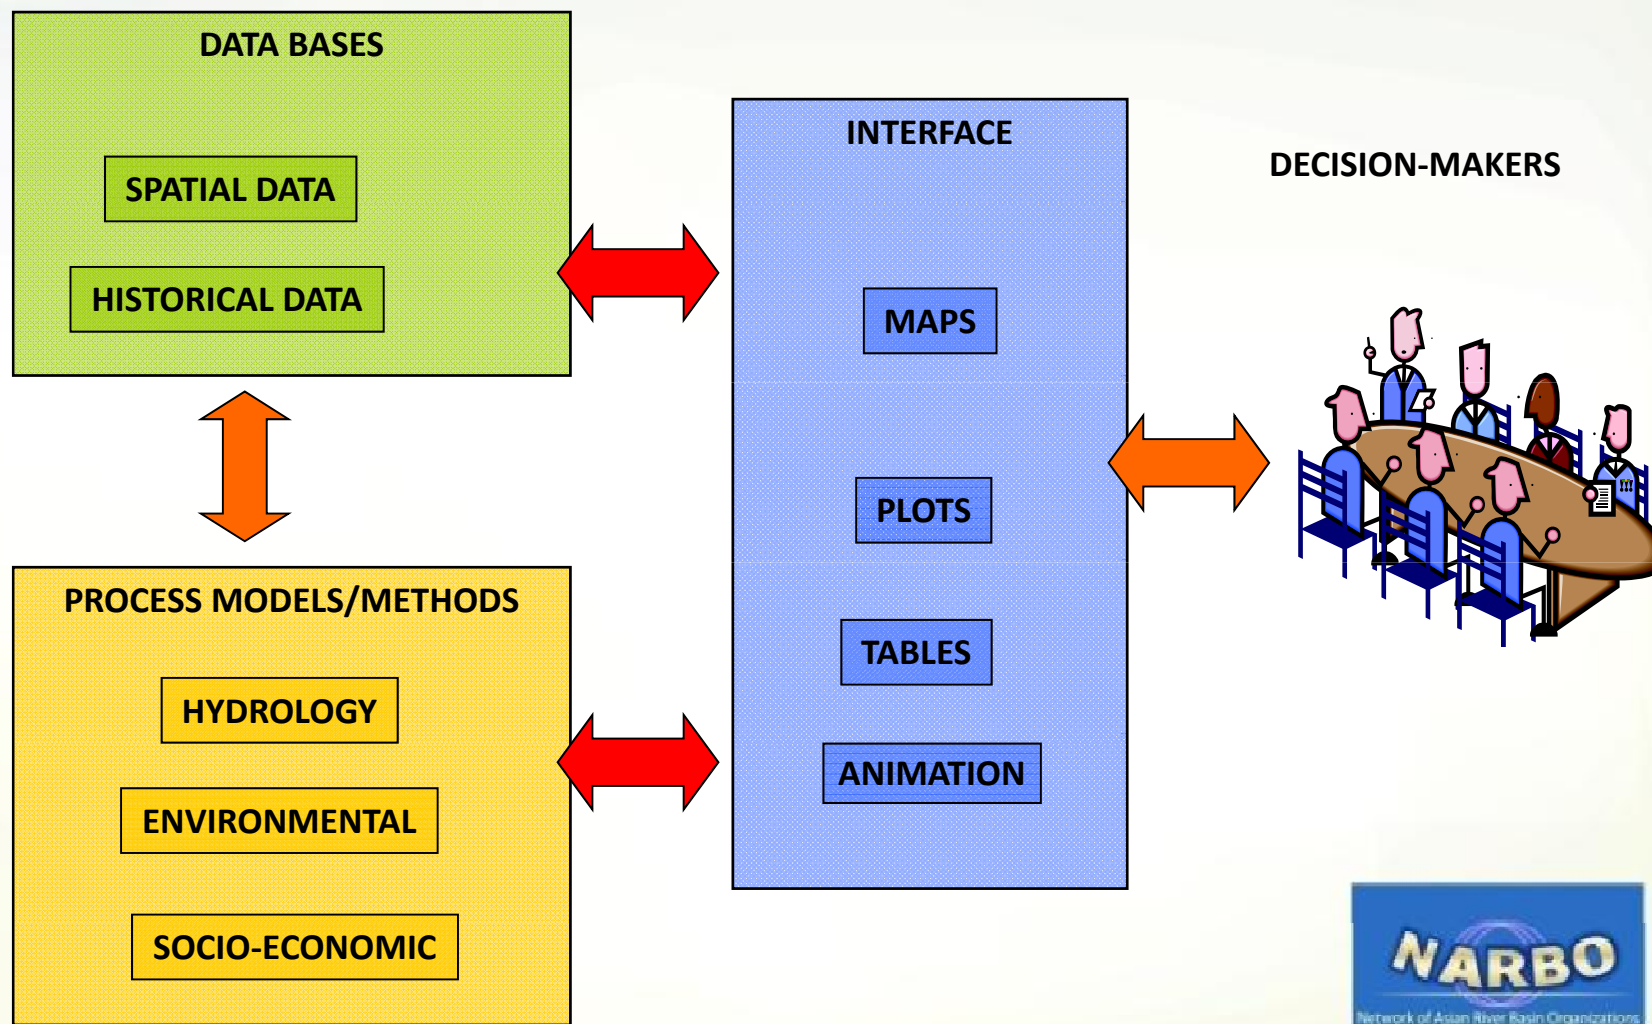 DATA BASES
SPATIAL DATA
HISTORICAL DATA
PROCESS MODELS/METHODS
HYDROLOGY
ENVIRONMENTAL
SOCIO-ECONOMIC
INTERFACE
MAPS
PLOTS
TABLES
ANIMATION
DECISION-MAKERS
NARBO
Network of Asian River Basin Organizations